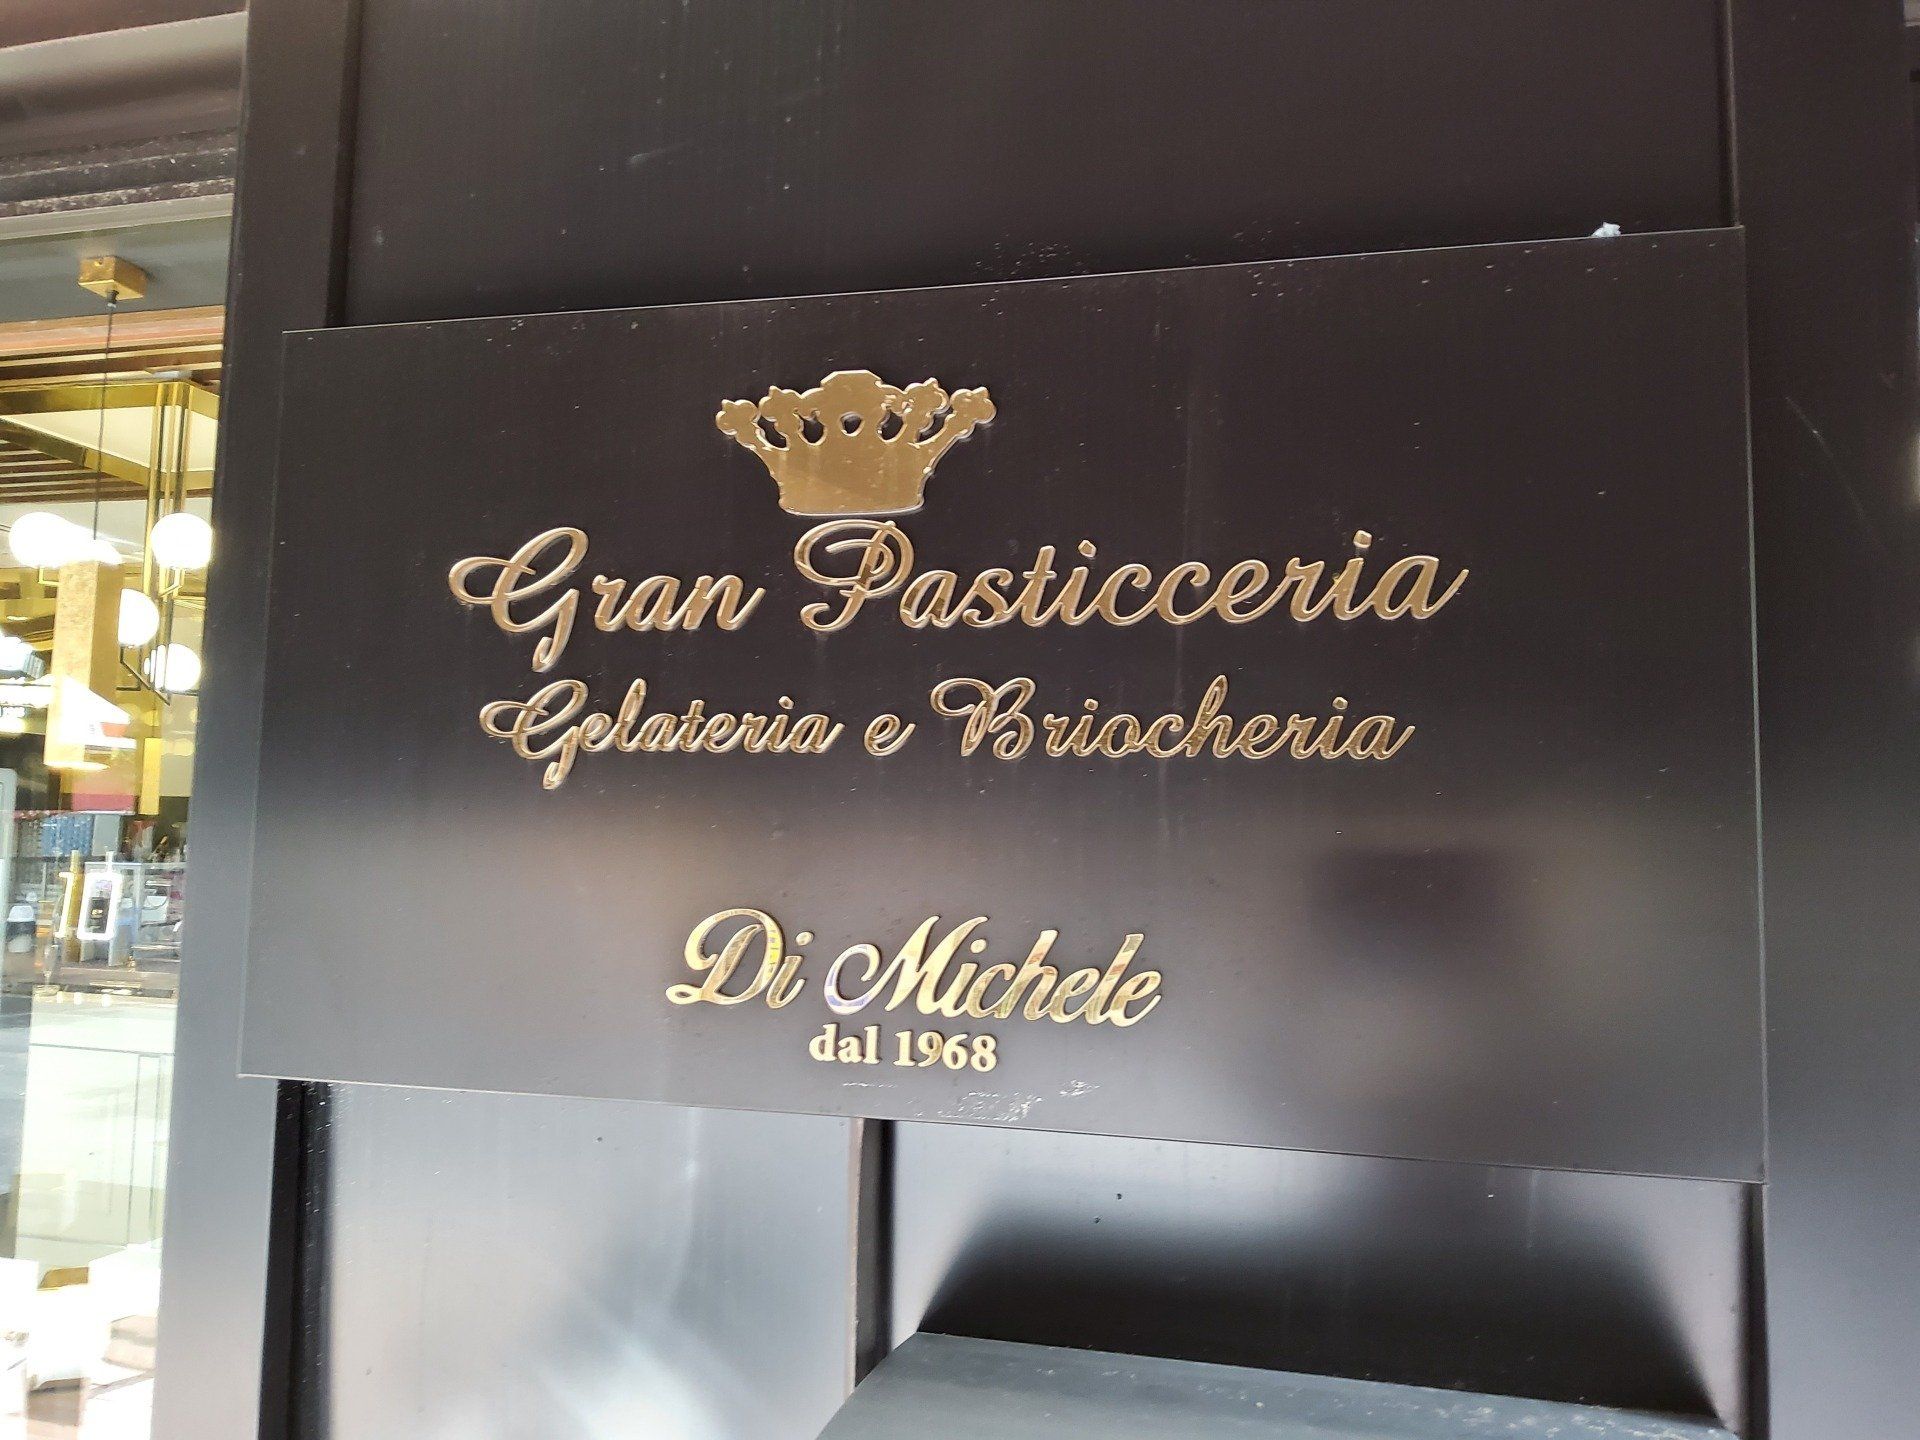 Gran Pasticceria
Gelateria e Briocheria
Di Michele
dal 1968